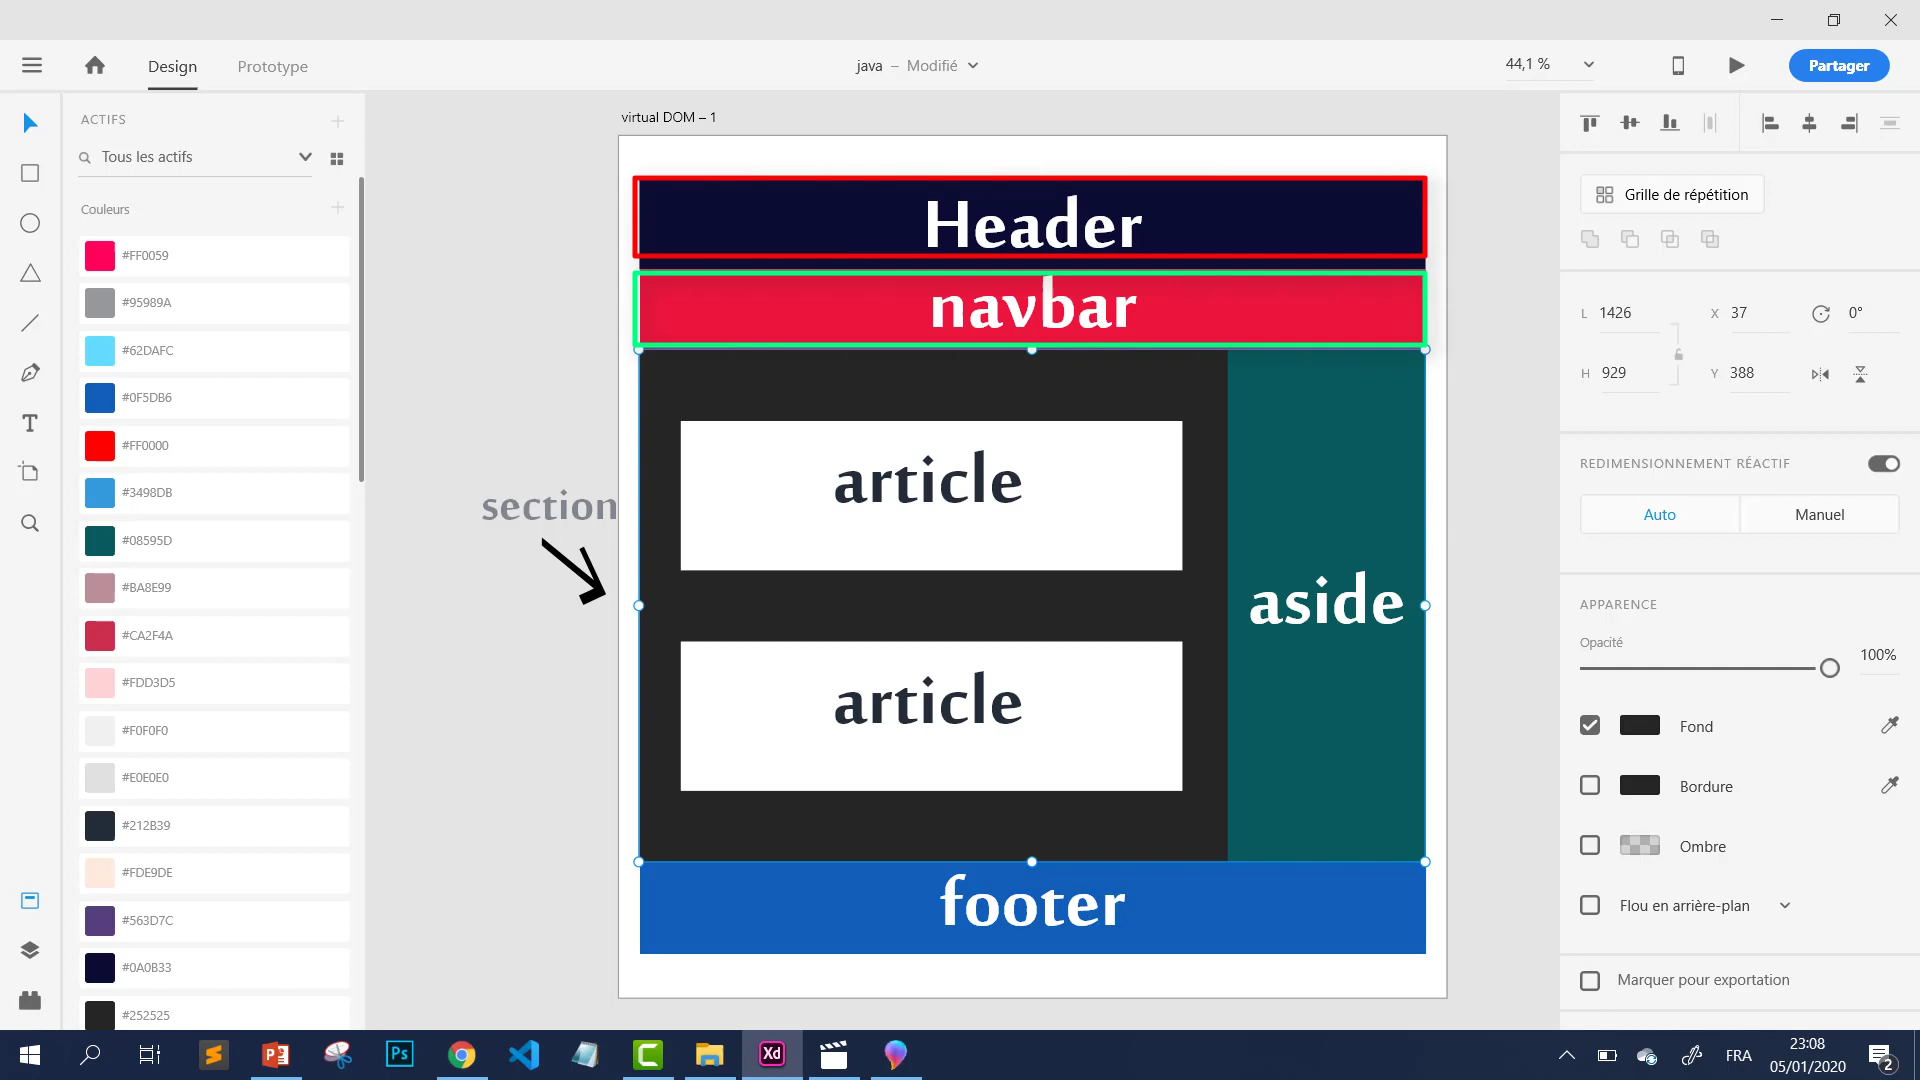 Design
Prototype
java – Modifié
44,1 %
Partager
ACTIFS
Tous les actifs
Couleurs
#FF0059
#95989A
#62DAFC
#0F5DB6
#FF0000
#3498DB
#08595D
#BA8E99
#CA2F4A
#FDD3D5
#F0F0F0
#E0E0E0
#212B39
#FDE9DE
#563D7C
#0A0B33
#252525
virtual DOM – 1
Header
navbar
section
article
article
aside
footer
Grille de répétition
L 1426 X 37 0°
H 929 Y 388
REDIMENSIONNEMENT RÉACTIF
Auto Manuel
APPARENCE
Opacité
100%
Fond
Bordure
Ombre
Flou en arrière-plan
Marquer pour exportation
Ps
Xd
FRA
23:08
05/01/2020
2